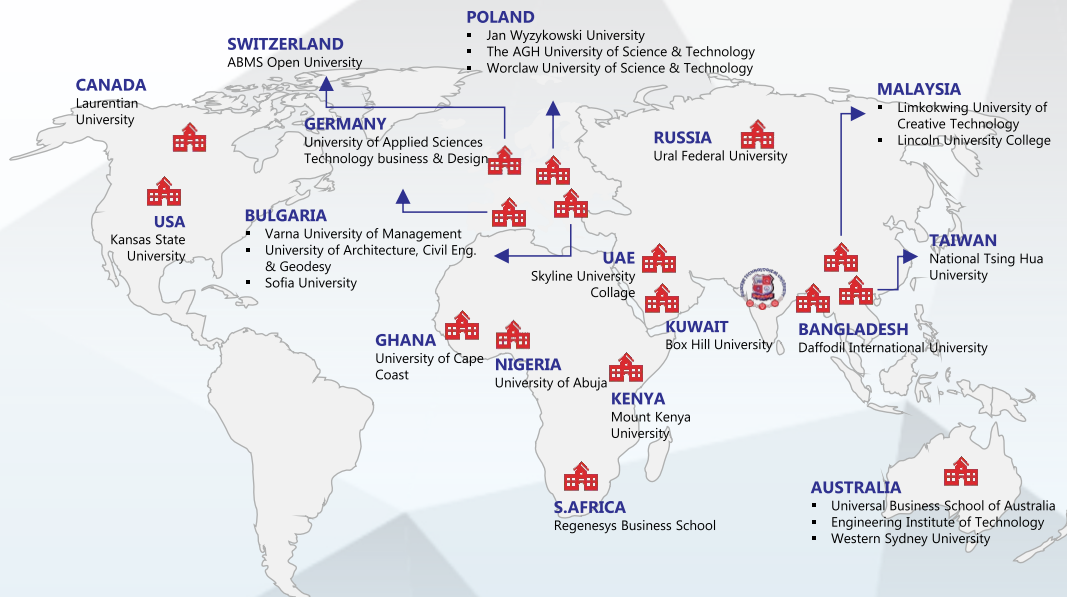 POLAND
▪ Jan Wyzykowski University
▪ The AGH University of Science & Technology
▪ Worclaw University of Science & Technology
SWITZERLAND
ABMS Open University
CANADA
Laurentian
University
MALAYSIA
▪ Limkokwing University of
Creative Technology
▪ Lincoln University College
GERMANY
University of Applied Sciences
Technology business & Design
RUSSIA
Ural Federal University
USA
Kansas State
University
BULGARIA
▪ Varna University of Management
▪ University of Architecture, Civil Eng.
& Geodesy
▪ Sofia University
UAE
Skyline University
Collage
TAIWAN
National Tsing Hua
University
KUWAIT
Box Hill University
BANGLADESH
Daffodil International University
GHANA
University of Cape
Coast
NIGERIA
University of Abuja
KENYA
Mount Kenya
University
S.AFRICA
Regenesys Business School
AUSTRALIA
▪ Universal Business School of Australia
▪ Engineering Institute of Technology
▪ Western Sydney University